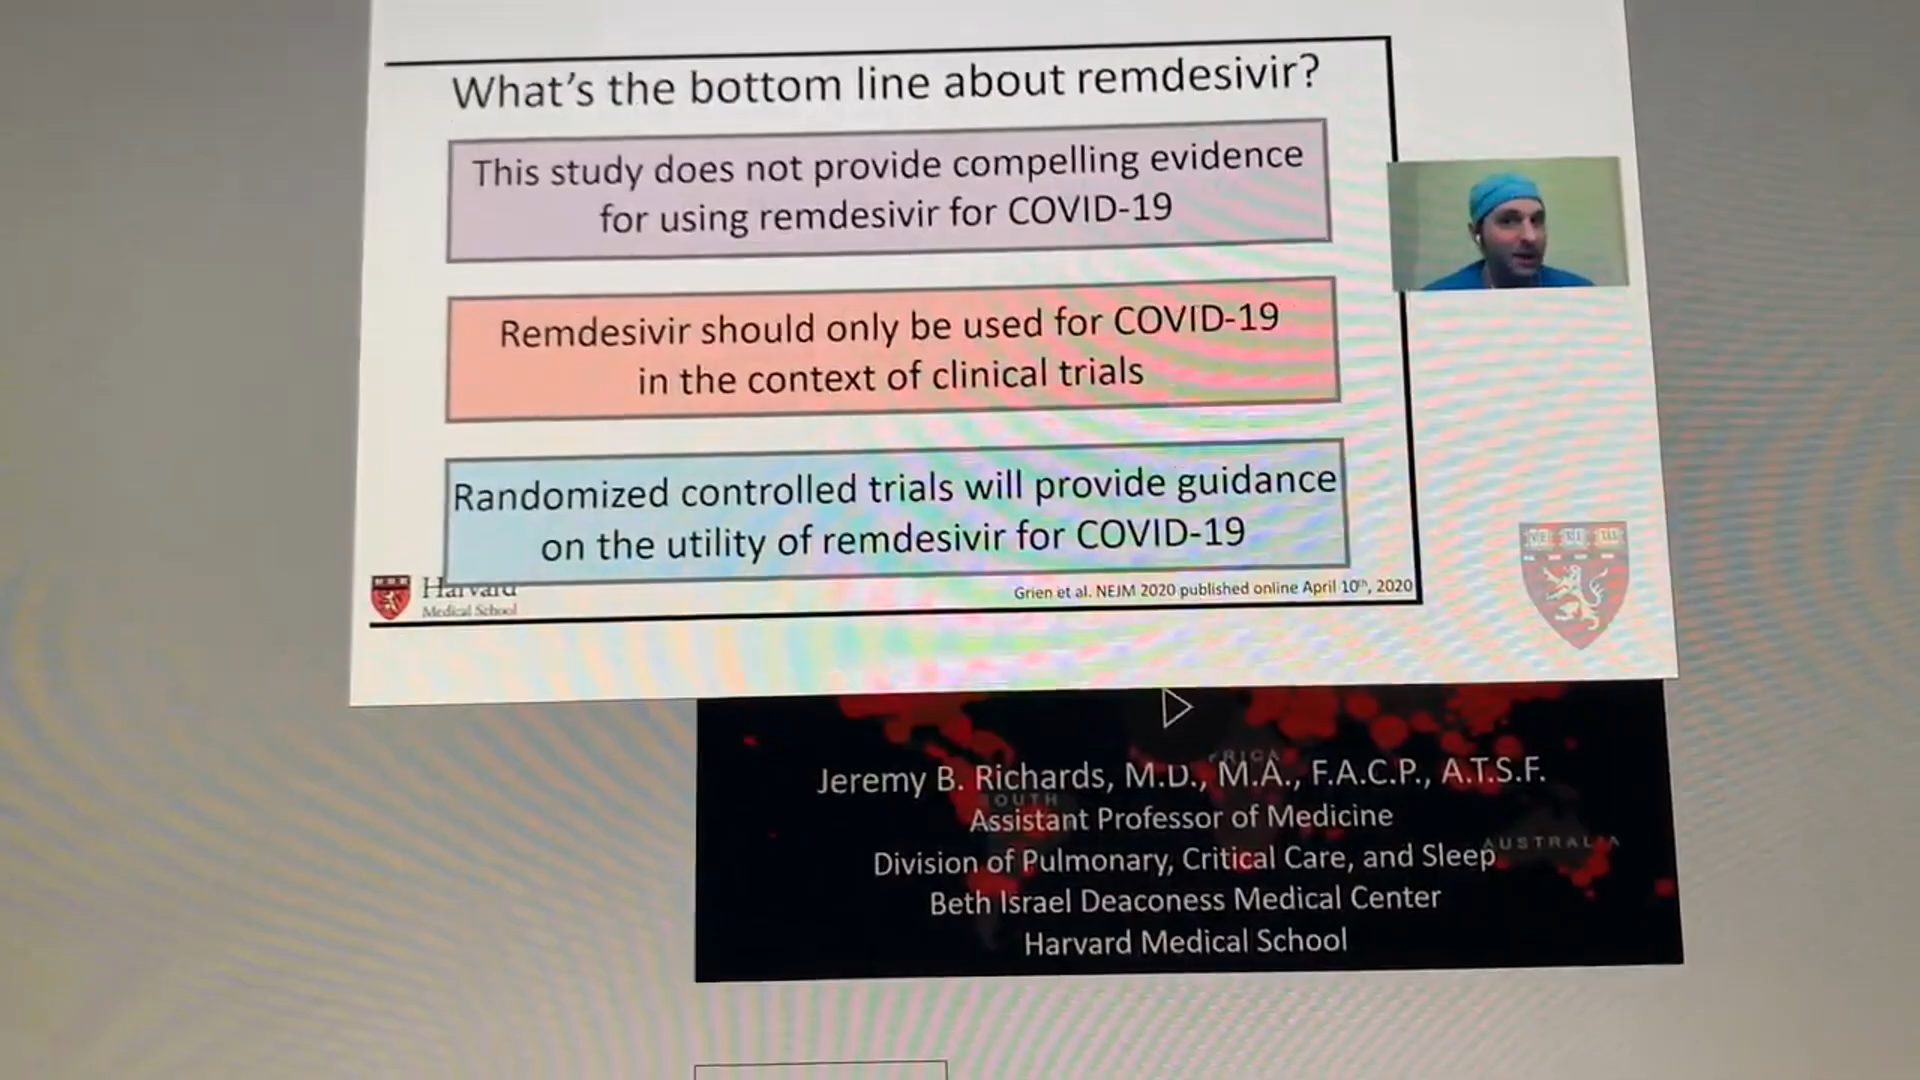 What's the bottom line about remdesivir?
This study does not provide compelling evidence
for using remdesivir for COVID-19
Remdesivir should only be used for COVID-19
in the context of clinical trials
Randomized controlled trials will provide guidance
on the utility of remdesivir for COVID-19
Harvard
Medical School
Grien et al. NEJM 2020 published online April 10th, 2020
VE RI TAS
Jeremy B. Richards, M.D., M.A., F.A.C.P., A.T.S.F.
Assistant Professor of Medicine
Division of Pulmonary, Critical Care, and Sleep
AUSTRALIA
Beth Israel Deaconess Medical Center
Harvard Medical School